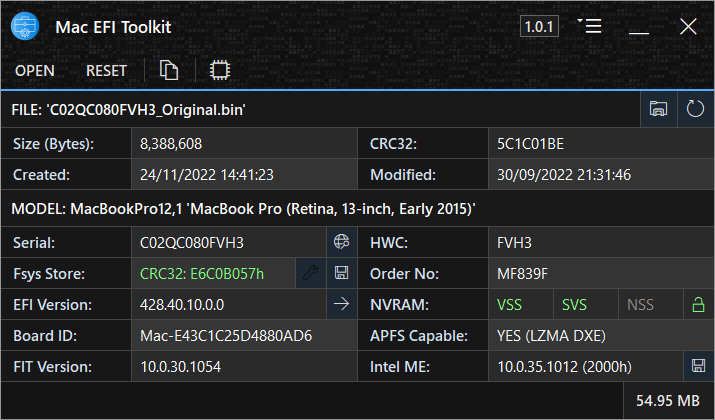 Mac EFI Toolkit 1.0.1
OPEN RESET
FILE: 'C02QC080FVH3_Original.bin'
Size (Bytes): 8,388,608 CRC32: 5C1C01BE
Created: 24/11/2022 14:41:23 Modified: 30/09/2022 21:31:46
MODEL: MacBookPro12,1 'MacBook Pro (Retina, 13-inch, Early 2015)'
Serial: C02QC080FVH3 HWC: FVH3
Fsys Store: CRC32: E6C0B057h Order No: MF839F
EFI Version: 428.40.10.0.0 NVRAM: VSS SVS NSS
Board ID: Mac-E43C1C25D4880AD6 APFS Capable: YES (LZMA DXE)
FIT Version: 10.0.30.1054 Intel ME: 10.0.35.1012 (2000h)
54.95 MB